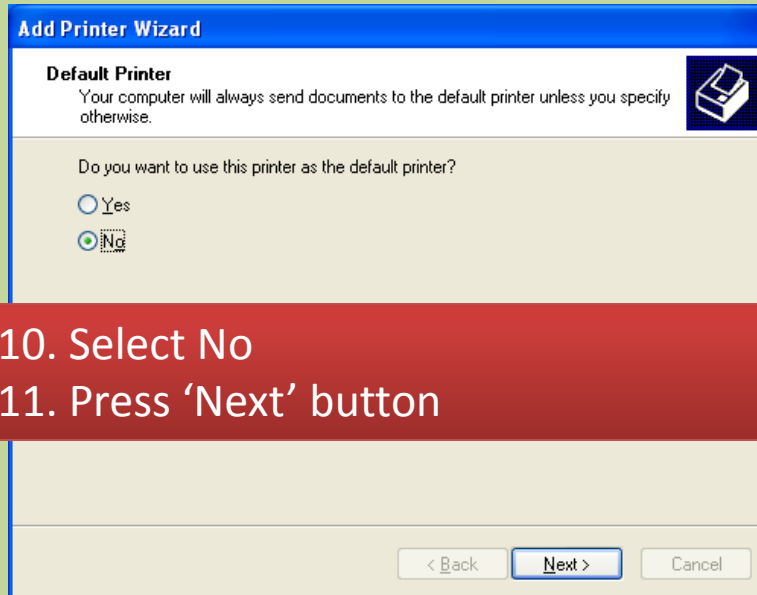 Add Printer Wizard
Default Printer
Your computer will always send documents to the default printer unless you specify
otherwise.
Do you want to use this printer as the default printer?
Yes
No
10. Select No
11. Press ‘Next’ button
< Back
Next >
Cancel